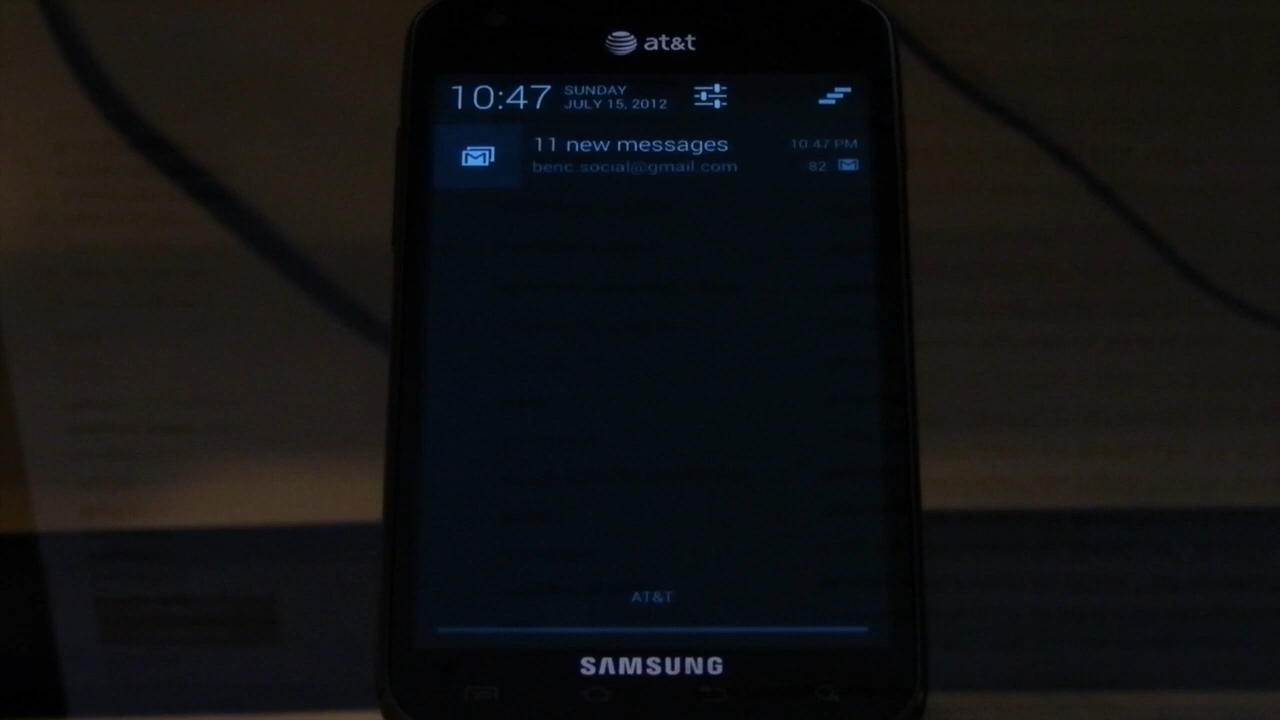 at&t
10:47
SUNDAY
JULY 15, 2012
11 new messages
10:47 PM
benc.social@gmail.com
82
AT&T
SAMSUNG